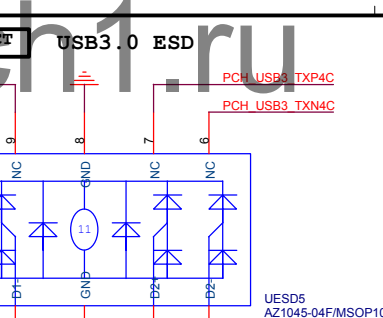 ET
USB3.0 ESD
ch1.ru
PCH_USB3_TXP4C
PCH_USB3_TXN4C
9
8
7
6
NC
GND
NC
NC
11
D1-
GND
D2+
D2-
UESD5
AZ1045-04F/MSOP10